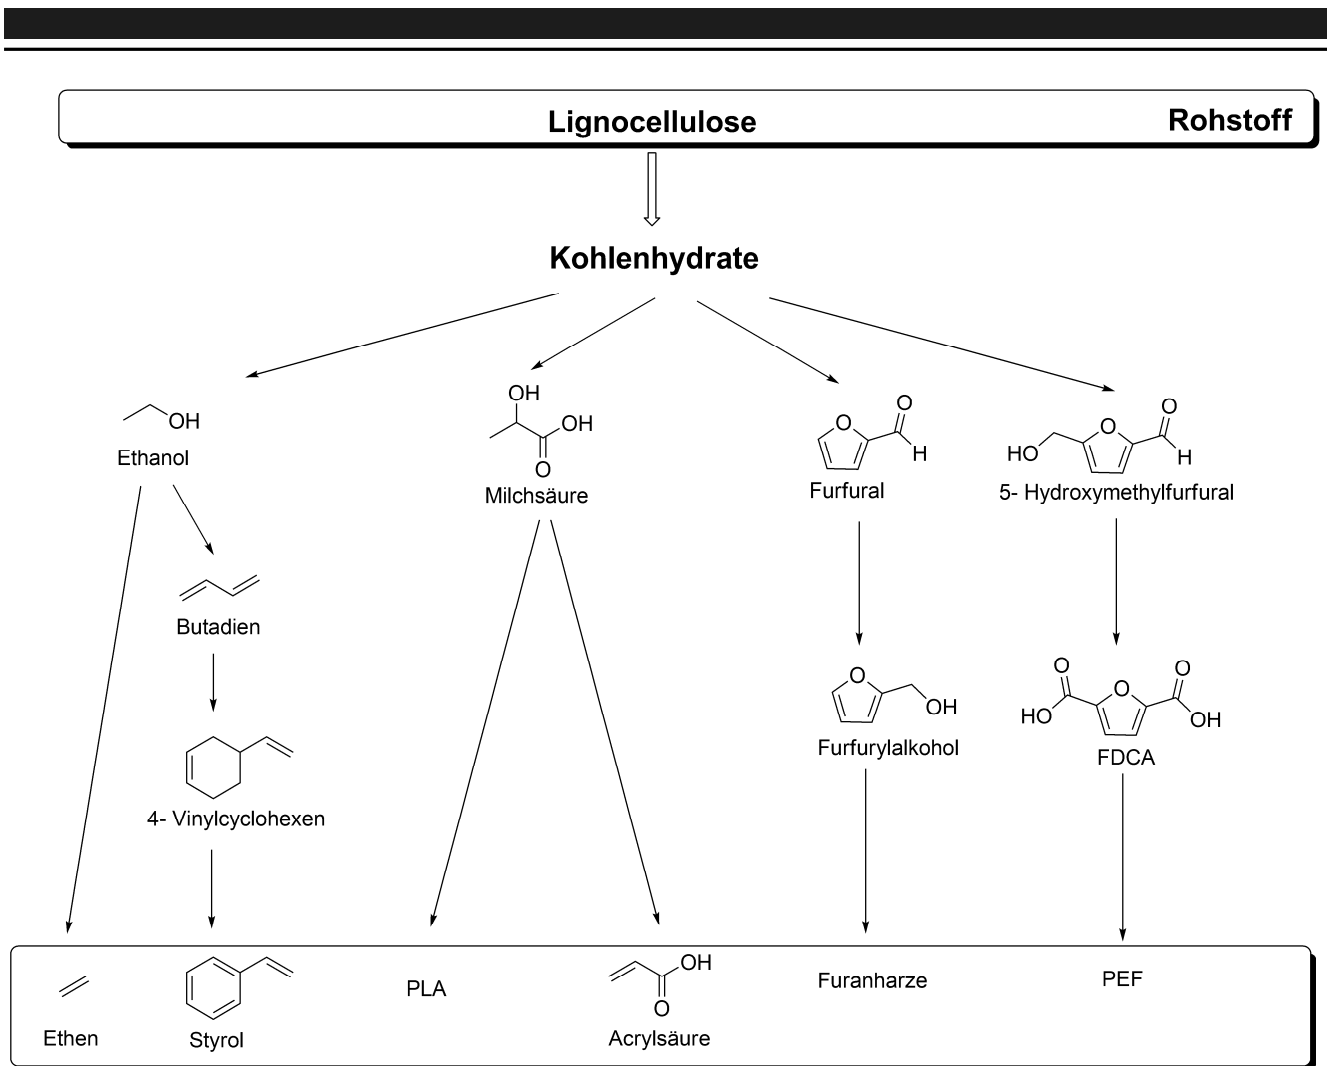 Lignocellulose
Rohstoff
Kohlenhydrate
OH
Ethanol
OH
OH
O
Milchsäure
O
O
H
Furfural
HO
O
O
H
5- Hydroxymethylfurfural
Butadien
O
OH
Furfurylalkohol
O
HO
O
O
OH
FDCA
4- Vinylcyclohexen
Ethen
Styrol
PLA
OH
O
Acrylsäure
Furanharze
PEF